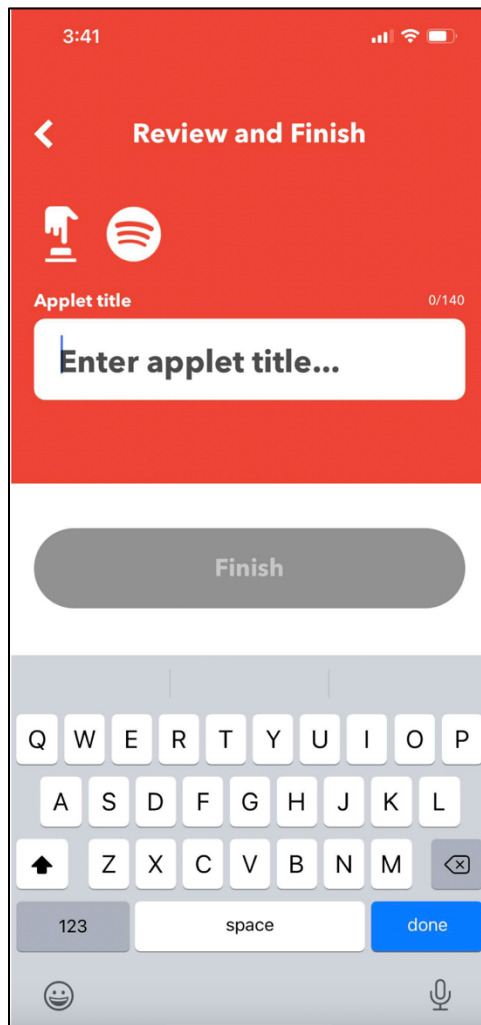 3:41
Review and Finish
Applet title 0/140
Enter applet title...
Finish
Q W E R T Y U I O P
A S D F G H J K L
Z X C V B N M
123 space done